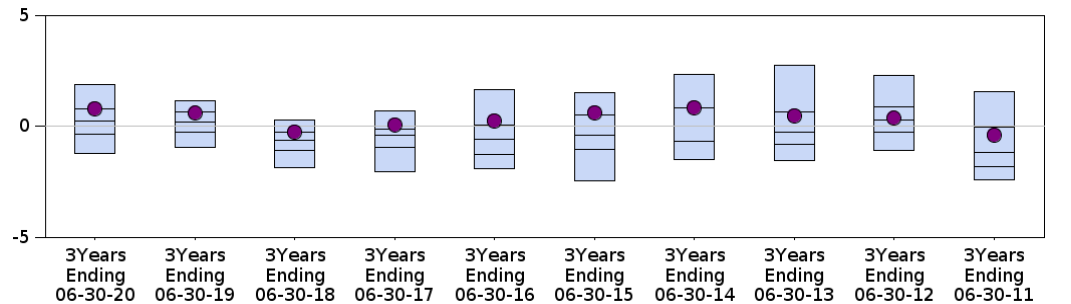 5
0
-5
3Years 3Years 3Years 3Years 3Years 3Years 3Years 3Years 3Years 3Years
Ending Ending Ending Ending Ending Ending Ending Ending Ending Ending
06-30-20 06-30-19 06-30-18 06-30-17 06-30-16 06-30-15 06-30-14 06-30-13 06-30-12 06-30-11